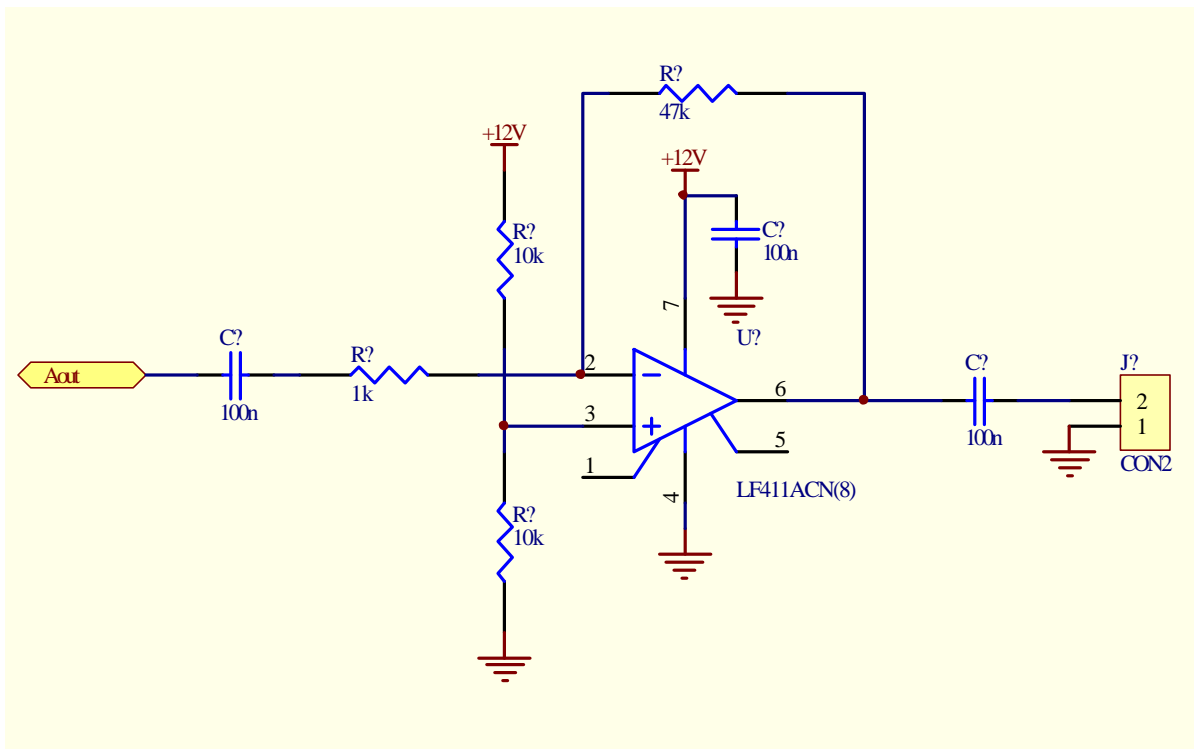 R?
47k
+12V
+12V
R?
10k
C?
100n
7
U?
C?
100n
R?
1k
Aout
2
3
6
5
1
4
LF411ACN(8)
C?
100n
J?
2
1
CON2
R?
10k